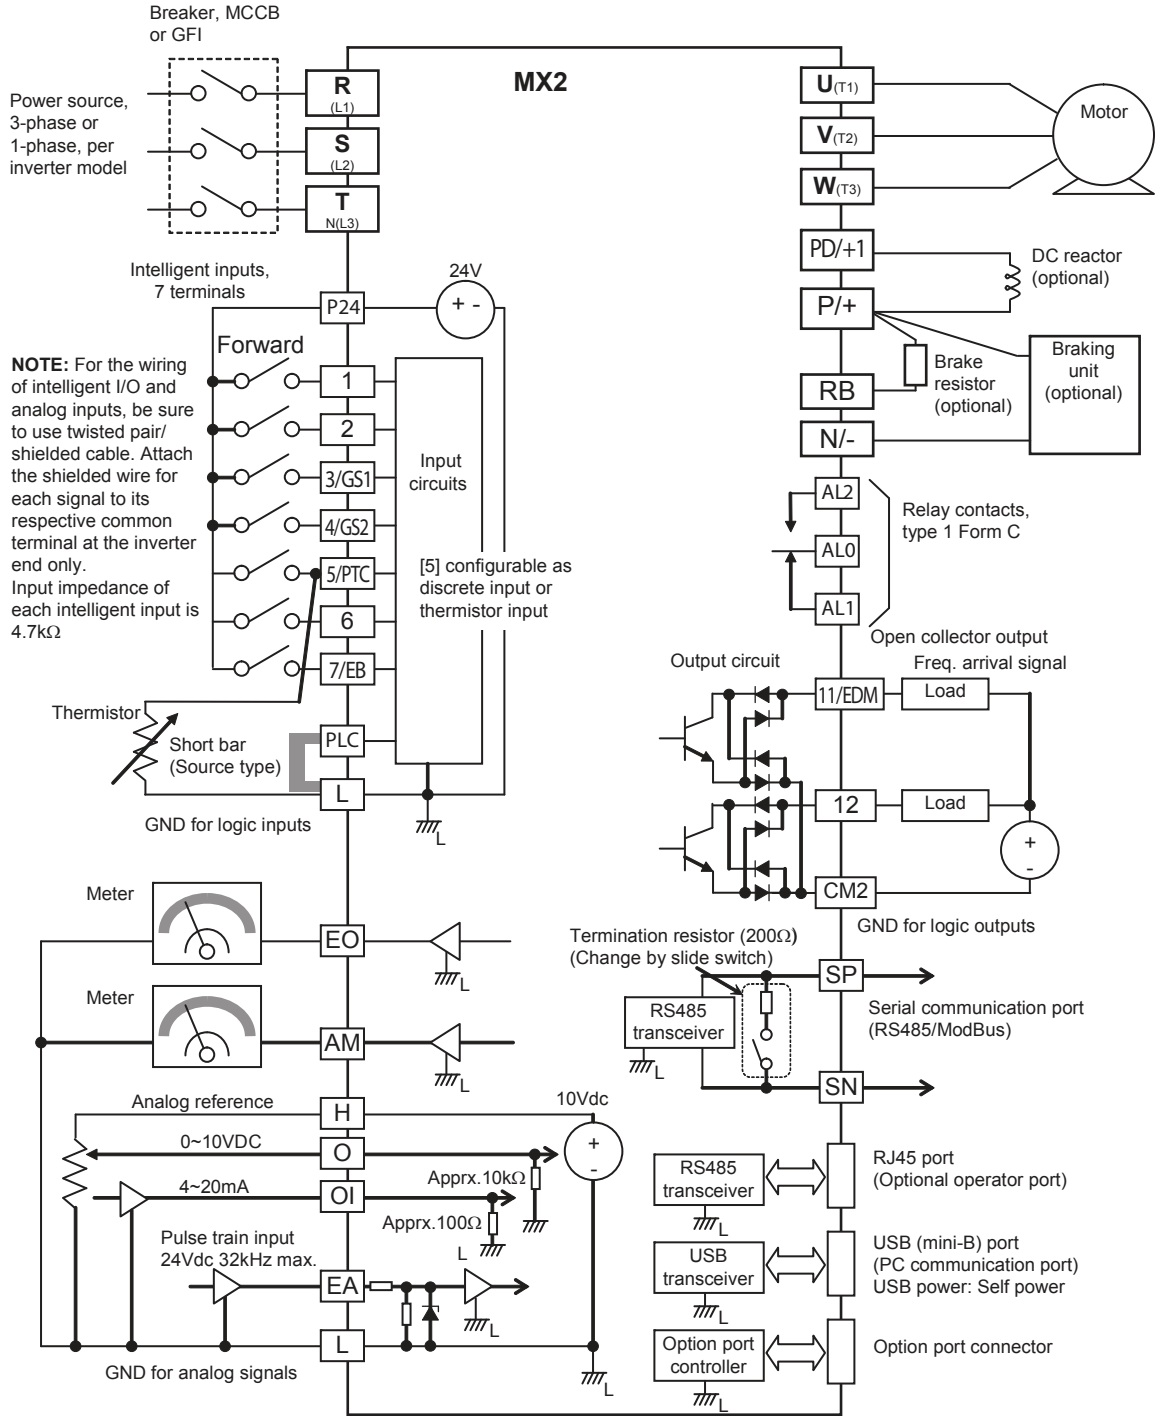 Breaker, MCCB
or GFI
MX2
Power source,
3-phase or
1-phase, per
inverter model
R
(L1)
S
(L2)
T
N(L3)
U(T1)
V(T2)
W(T3)
Motor
PD/+1
P/+
DC reactor
(optional)
RB
N/-
Brake
resistor
(optional)
Braking
unit
(optional)
Intelligent inputs,
7 terminals
24V
P24
+ -
Forward
NOTE: For the wiring
of intelligent I/O and
analog inputs, be sure
to use twisted pair/
shielded cable. Attach
the shielded wire for
each signal to its
respective common
terminal at the inverter
end only.
Input impedance of
each intelligent input is
4.7kΩ
1
2
3/GS1
4/GS2
5/PTC
6
7/EB
PLC
L
Input
circuits
[5] configurable as
discrete input or
thermistor input
Thermistor
Short bar
(Source type)
GND for logic inputs
L
AL2
AL0
AL1
Relay contacts,
type 1 Form C
Open collector output
Output circuit
Freq. arrival signal
11/EDM
Load
12
Load
+
-
CM2
GND for logic outputs
Meter
EO
L
Meter
AM
L
Termination resistor (200Ω)
(Change by slide switch)
SP
RS485
transceiver
L
Serial communication port
(RS485/ModBus)
SN
Analog reference
H
10Vdc
+
-
0~10VDC
O
Apprx.10kΩ
4~20mA
OI
Apprx.100Ω
L
Pulse train input
24Vdc 32kHz max.
EA
L
L
GND for analog signals
L
RS485
transceiver
L
RJ45 port
(Optional operator port)
USB
transceiver
L
USB (mini-B) port
(PC communication port)
USB power: Self power
Option port
controller
L
Option port connector